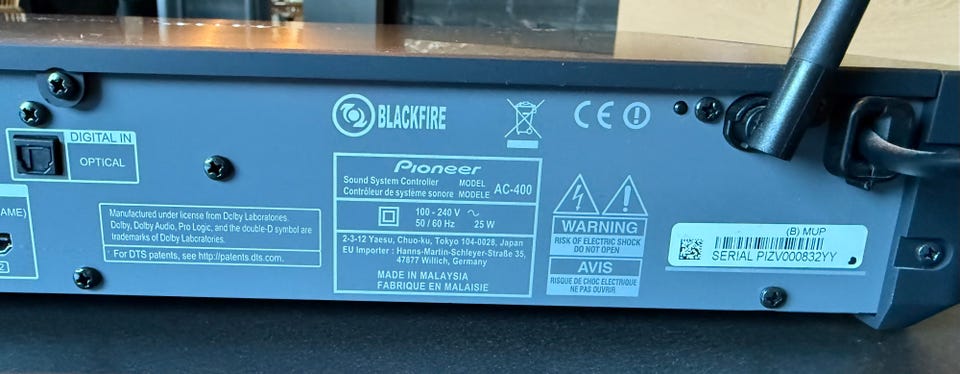 DIGITAL IN
OPTICAL
AME)
2
Manufactured under license from Dolby Laboratories.
Dolby, Dolby Audio, Pro Logic, and the double-D symbol are
trademarks of Dolby Laboratories.
* For DTS patents, see http://patents.dts.com.
BLACKFIRE
Pioneer
Sound System Controller MODEL
Contrôleur de système sonore MODÈLE
AC-400
100 - 240 V ~
50 / 60 Hz 25 W
2-3-12 Yaesu, Chuo-ku, Tokyo 104-0028, Japan
EU Importer : Hanns-Martin-Schleyer-Straße 35,
47877 Willich, Germany
MADE IN MALAYSIA
FABRIQUE EN MALAISIE
CE
WARNING
RISK OF ELECTRIC SHOCK
DO NOT OPEN
AVIS
RISQUE DE CHOC ELECTRIQUE
NE PAS OUVRIR
(B) MUP
SERIAL PIZV000832YY